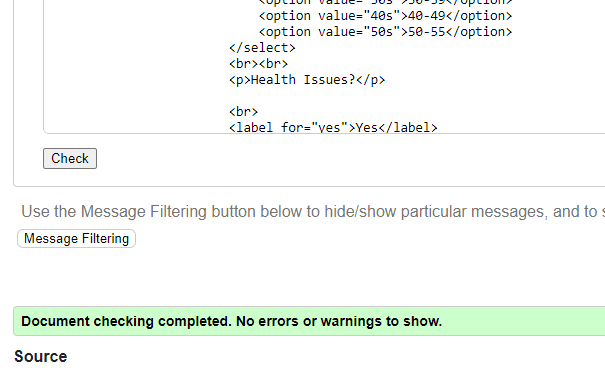 <option value="40s">40-49</option>
<option value="50s">50-55</option>
</select>
<br><br>
<p>Health Issues?</p>
<br>
<label for="yes">Yes</label>
Check
Use the Message Filtering button below to hide/show particular messages, and to
Message Filtering
Document checking completed. No errors or warnings to show.
Source